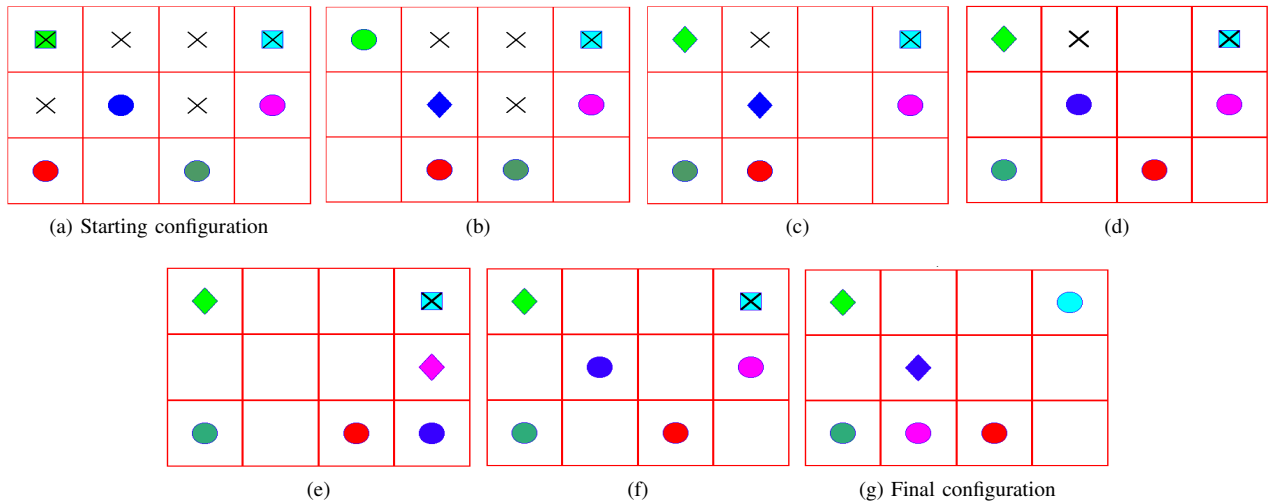 (a) Starting configuration
(b)
(c)
(d)
(e)
(f)
(g) Final configuration